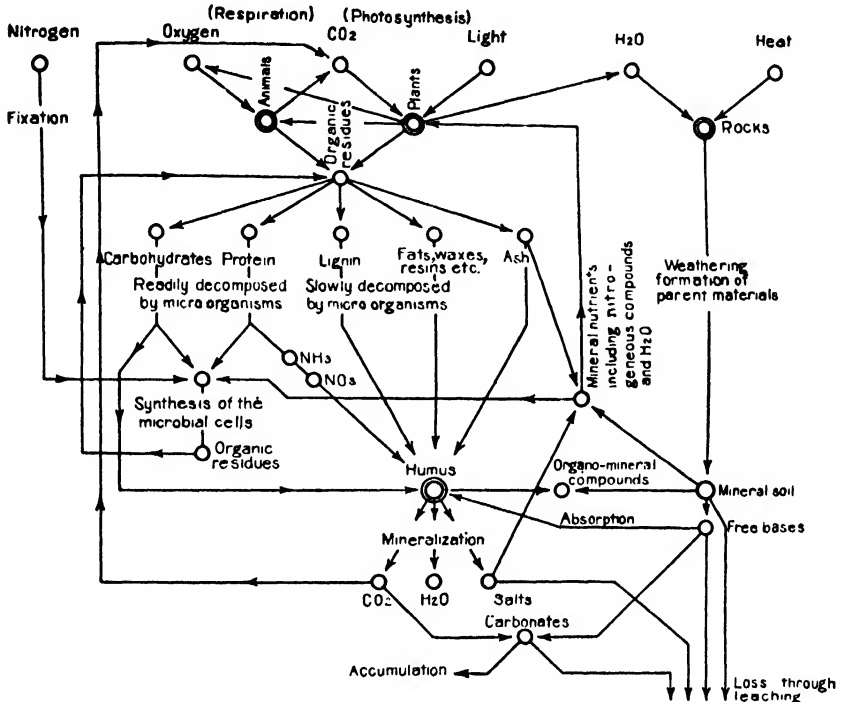 (Respiration) (Photosynthesis)
Nitrogen
Oxygen
CO2
Light
H2O
Heat
Animals
Plants
Fixation
Organic
residues
Rocks
Carbohydrates
Protein
Lignin
Fats, waxes,
resins etc.
Ash
Readily decomposed
by micro organisms
Slowly decomposed
by micro organisms
Weathering
formation of
parent materials
Mineral nutrients
including nitro-
geneous compounds
and H2O
NH3
NO3
Synthesis of the
microbial cells
Organic
residues
Humus
Organo-mineral
compounds
Mineral soil
Absorption
Free bases
Mineralization
CO2
H2O
Salts
Carbonates
Accumulation
Loss through
leaching